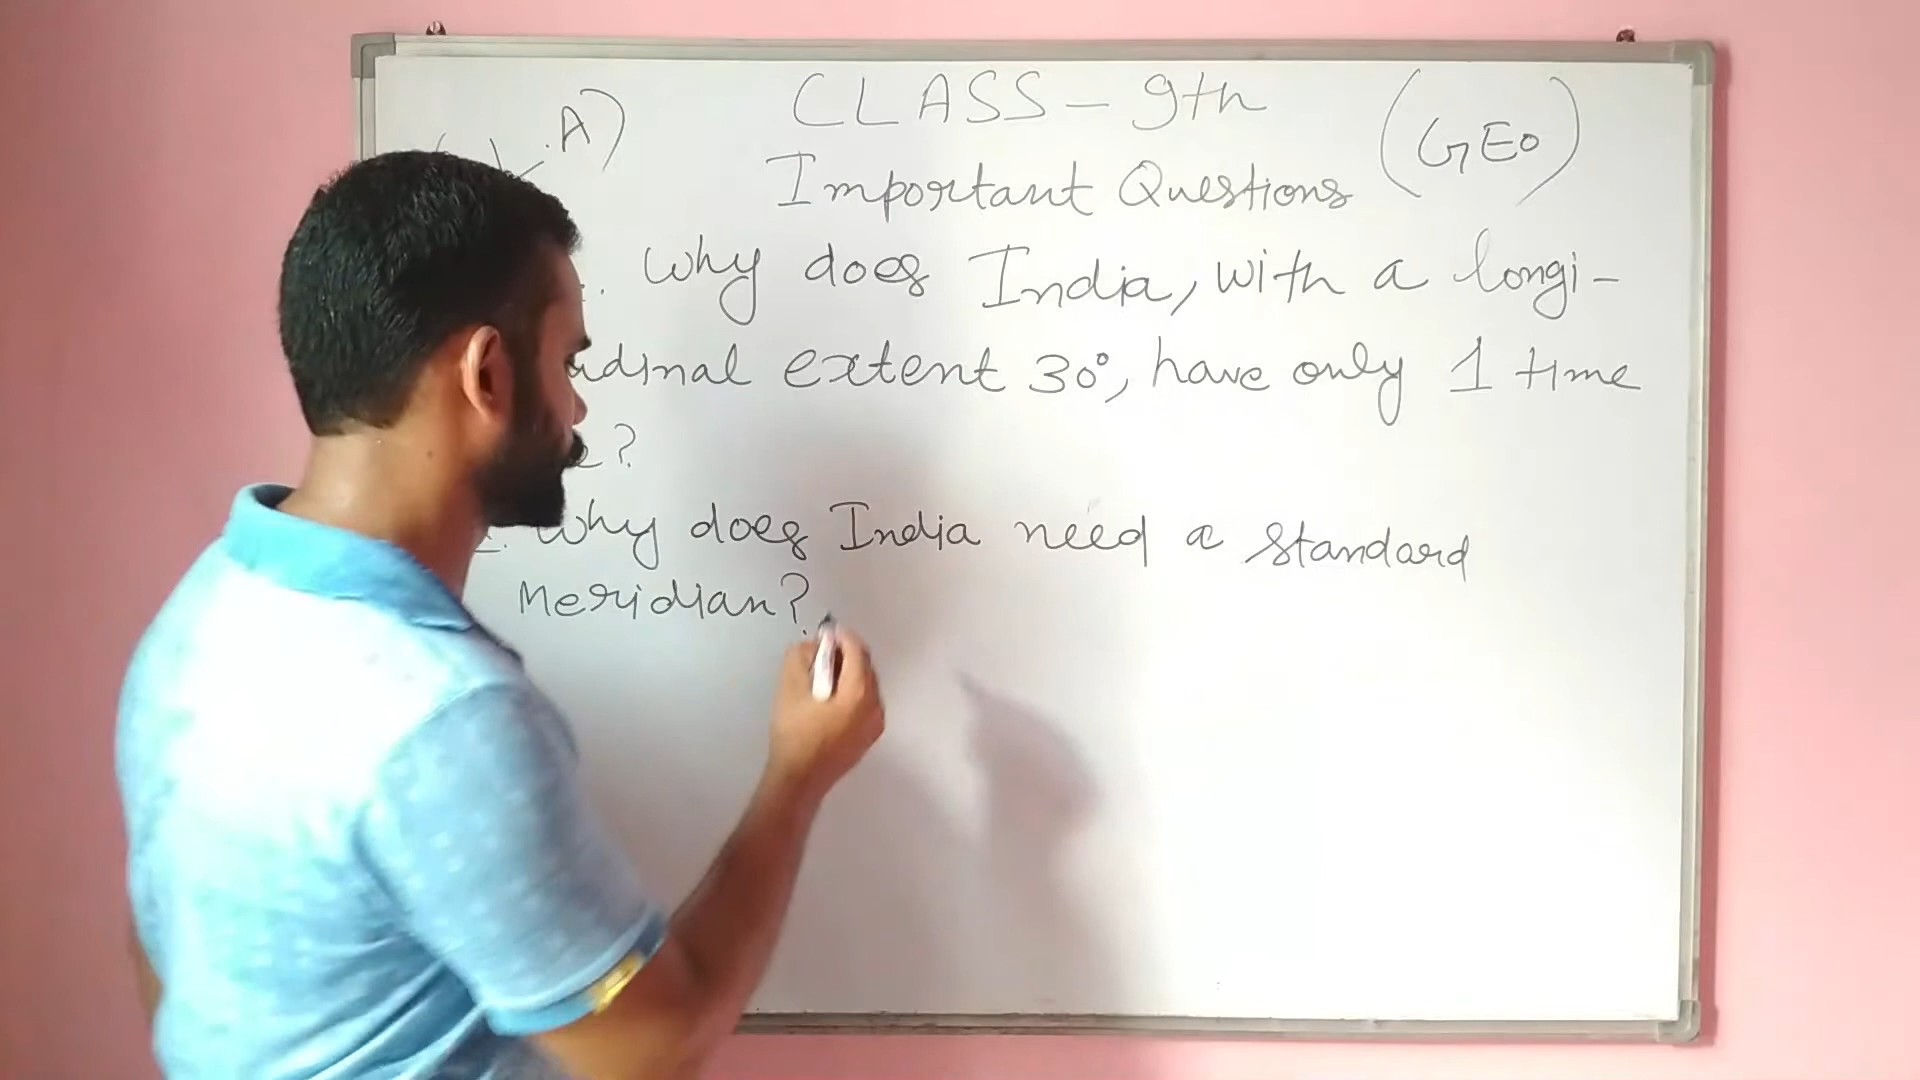 A)
CLASS - 9th
(GEO)
Important Questions
Why does India, with a longi-
udinal extent 30°, have only 1 time
e?
Why does India need a standard
Meridian?